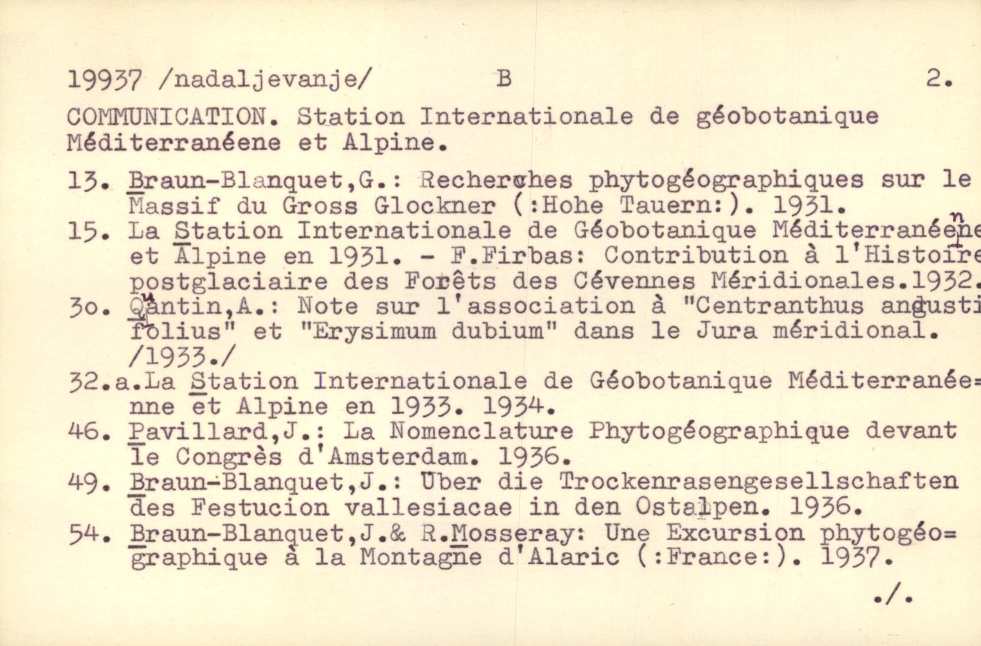 19937 /nadaljevanje/ B 2.
COMMUNICATION. Station Internationale de géobotanique
Méditerranéene et Alpine.
13. Braun-Blanquet,G.: Recherches phytogéographiques sur le
Massif du Gross Glockner (:Hohe Tauern:). 1931.
15. La Station Internationale de Géobotanique Méditerranéenne
et Alpine en 1931. - F.Firbas: Contribution à l'Histoire
postglaciaire des Forêts des Cévennes Méridionales.1932.
3o. Quantin,A.: Note sur l'association à "Centranthus angusti
folius" et "Erysimum dubium" dans le Jura méridional.
/1933./
32.a.La Station Internationale de Géobotanique Méditerranée=
nne et Alpine en 1933. 1934.
46. Pavillard,J.: La Nomenclature Phytogéographique devant
le Congrès d'Amsterdam. 1936.
49. Braun-Blanquet,J.: Über die Trockenrasengesellschaften
des Festucion vallesiacae in den Ostalpen. 1936.
54. Braun-Blanquet,J.& R.Mosseray: Une Excursion phytogéo=
graphique à la Montagne d'Alaric (:France:). 1937.
./.